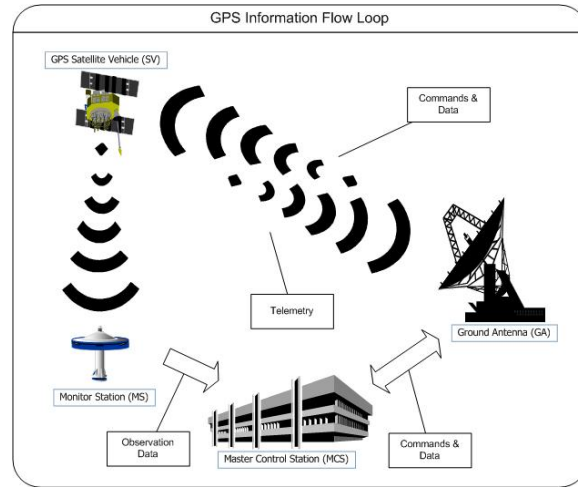 GPS Information Flow Loop
GPS Satellite Vehicle (SV)
Commands &
Data
Telemetry
Ground Antenna (GA)
Monitor Station (MS)
Observation
Data
Master Control Station (MCS)
Commands &
Data